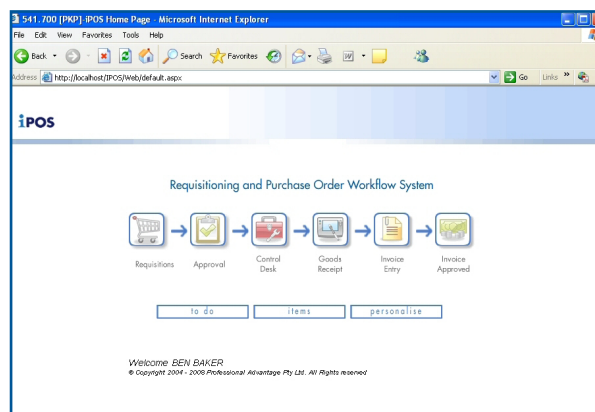 541.700 [PKP]-iPOS Home Page - Microsoft Internet Explorer
File Edit View Favorites Tools Help
Back Search Favorites
Address http://localhost/IPOS/Web/default.aspx Go Links »
iPOS
Requisitioning and Purchase Order Workflow System
Requisitions Approval Control Desk Goods Receipt Invoice Entry Invoice Approved
to do items personalise
Welcome BEN BAKER
© Copyright 2004 - 2008 Professional Advantage Pty Ltd. All Rights reserved